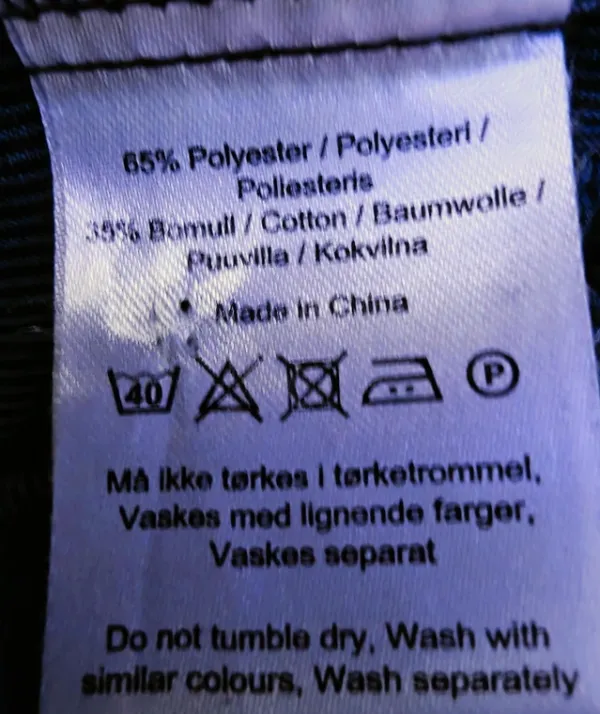 65% Polyester / Polyesteri /
Poliesteris
35% Bomull / Cotton / Baumwolle /
Puuvilla / Kokvilna
Made in China
40
P
Må ikke tørkes i tørketrommel,
Vaskes med lignende farger,
Vaskes separat
Do not tumble dry, Wash with
similar colours, Wash separately